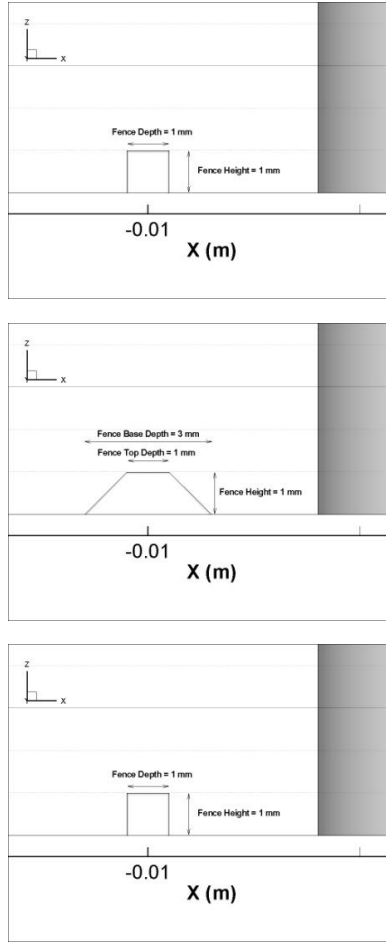 z
x
Fence Depth = 1 mm
Fence Height = 1 mm
-0.01
X (m)
z
x
Fence Base Depth = 3 mm
Fence Top Depth = 1 mm
Fence Height = 1 mm
-0.01
X (m)
z
x
Fence Depth = 1 mm
Fence Height = 1 mm
-0.01
X (m)